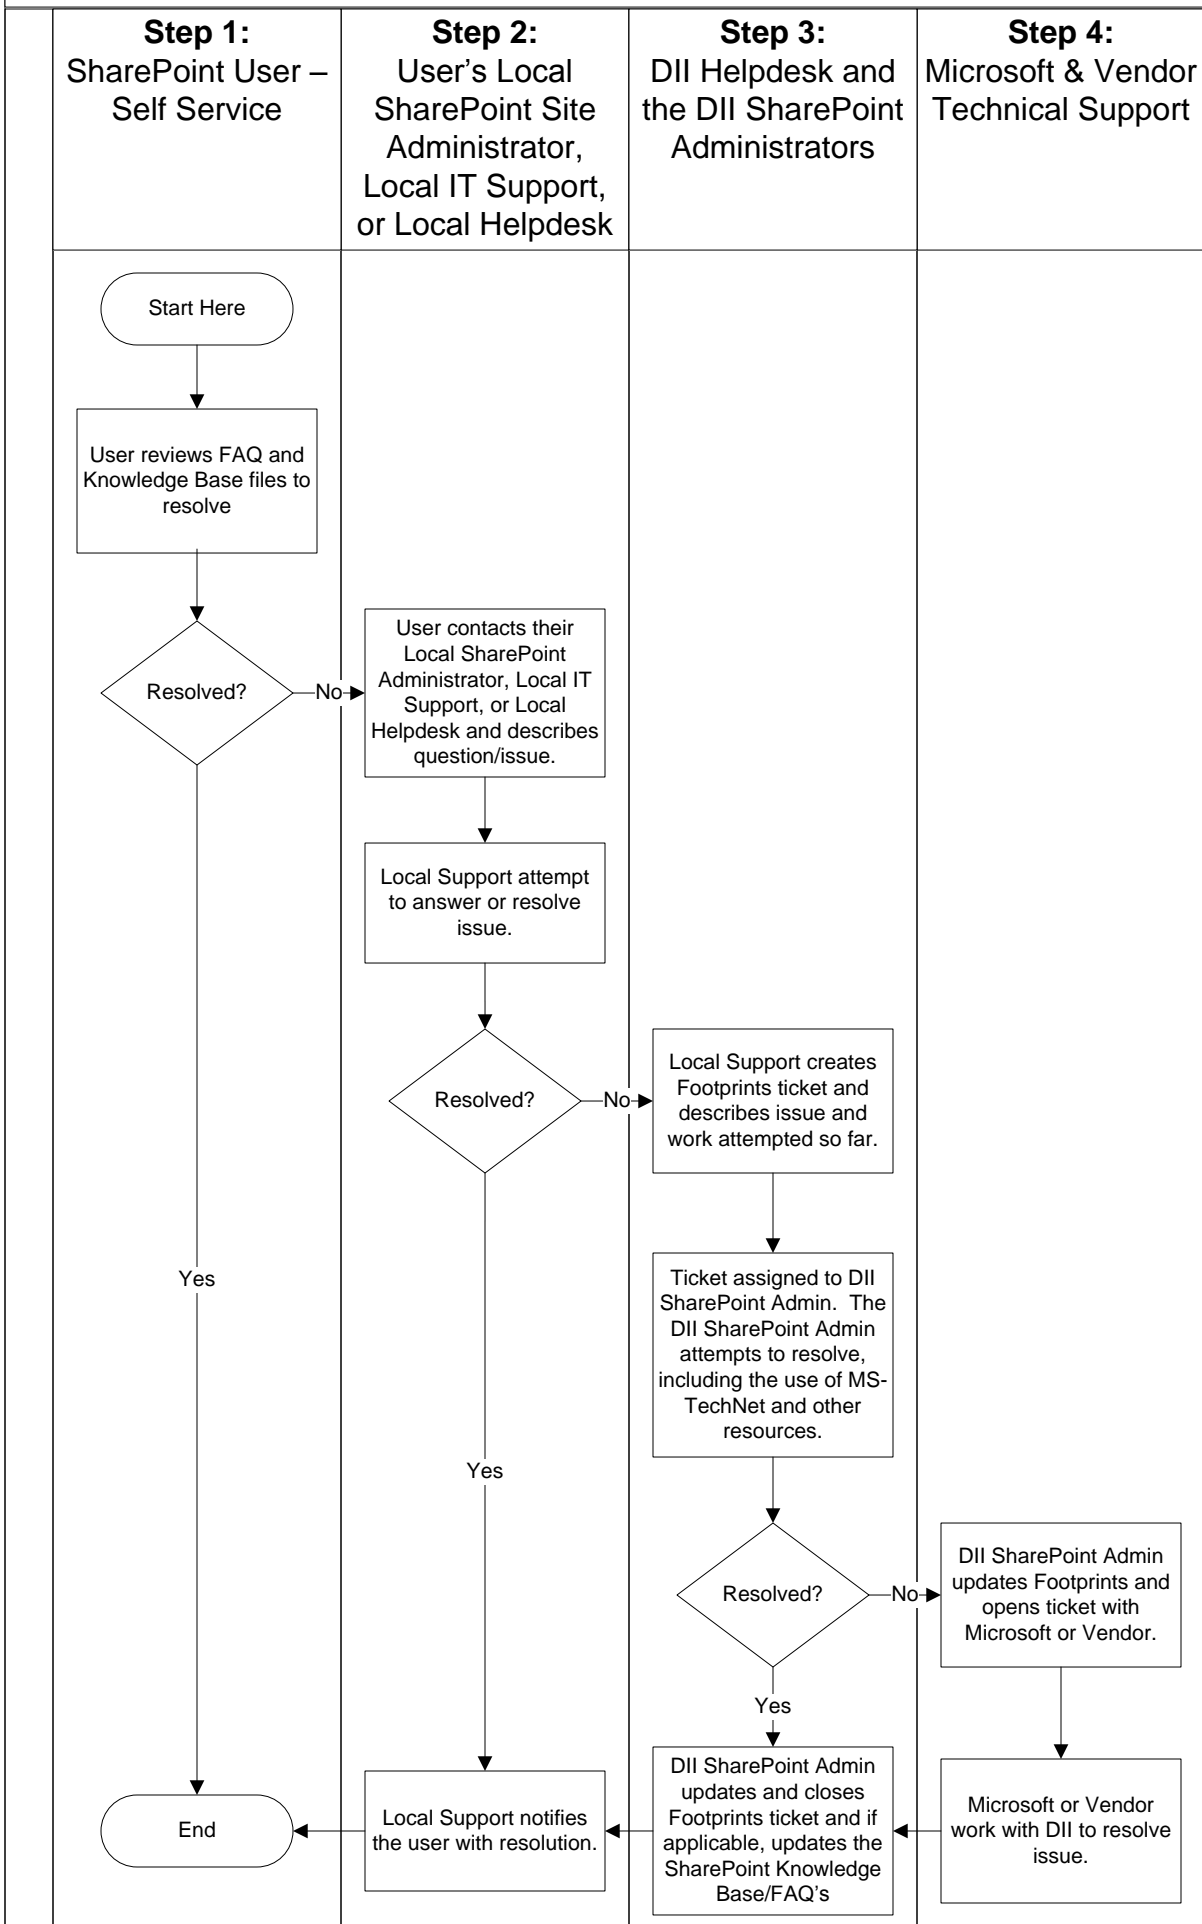 Step 1:
SharePoint User –
Self Service
Step 2:
User's Local
SharePoint Site
Administrator,
Local IT Support,
or Local Helpdesk
Step 3:
DII Helpdesk and
the DII SharePoint
Administrators
Step 4:
Microsoft & Vendor
Technical Support
Start Here
User reviews FAQ and
Knowledge Base files to
resolve
Resolved?
No
User contacts their
Local SharePoint
Administrator, Local IT
Support, or Local
Helpdesk and describes
question/issue.
Local Support attempt
to answer or resolve
issue.
Resolved?
No
Local Support creates
Footprints ticket and
describes issue and
work attempted so far.
Yes
Ticket assigned to DII
SharePoint Admin.  The
DII SharePoint Admin
attempts to resolve,
including the use of MS-
TechNet and other
resources.
Yes
Resolved?
No
DII SharePoint Admin
updates Footprints and
opens ticket with
Microsoft or Vendor.
Yes
End
Local Support notifies
the user with resolution.
DII SharePoint Admin
updates and closes
Footprints ticket and if
applicable, updates the
SharePoint Knowledge
Base/FAQ's
Microsoft or Vendor
work with DII to resolve
issue.